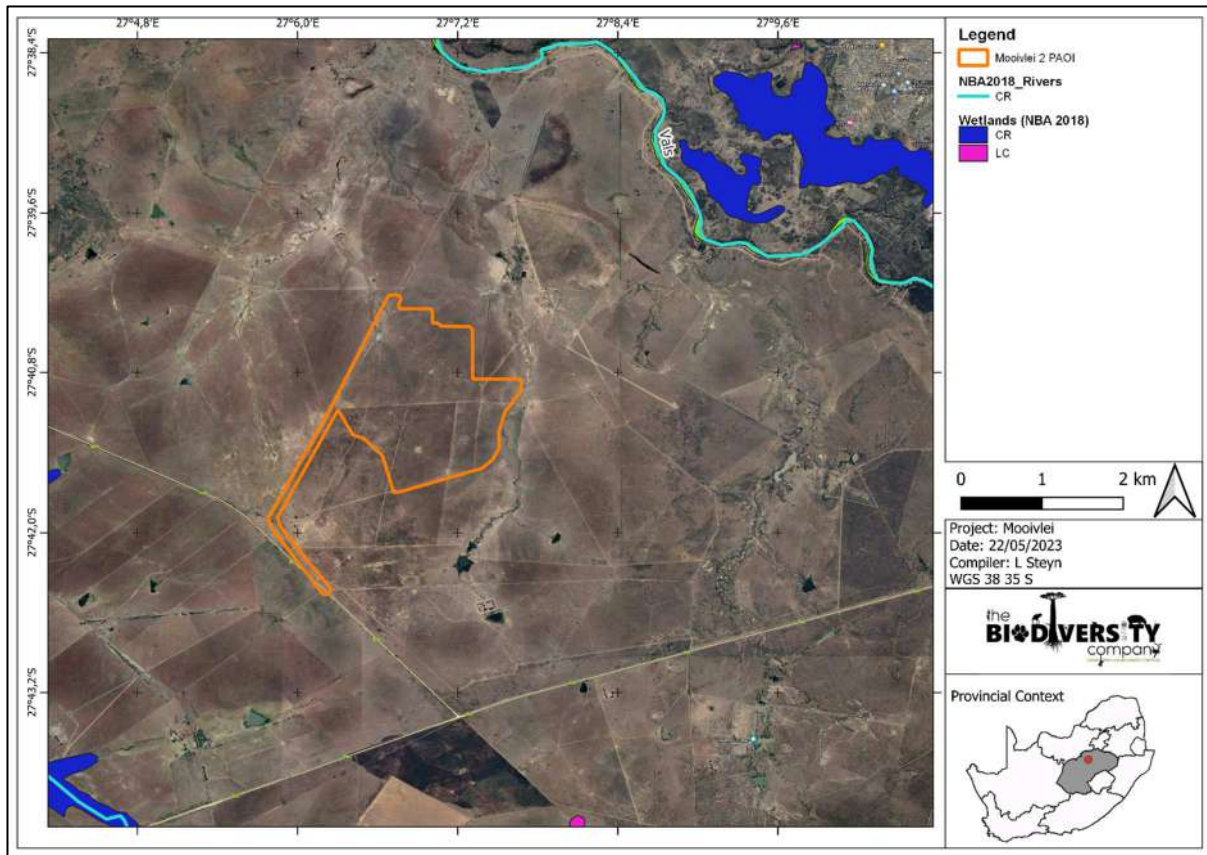 27°4,8'E
27°6,0'E
27°7,2'E
27°8,4'E
27°9,6'E
27°38,4'S
27°39,6'S
27°40,8'S
27°42,0'S
27°43,2'S
Vals
Legend
Mooivlei 2 PAOI
NBA2018_Rivers
CR
Wetlands (NBA 2018)
CR
LC
0 1 2 km
Project: Mooivlei
Date: 22/05/2023
Compiler: L Steyn
WGS 38 35 S
the
BIODIVERSITY
company
Provincial Context